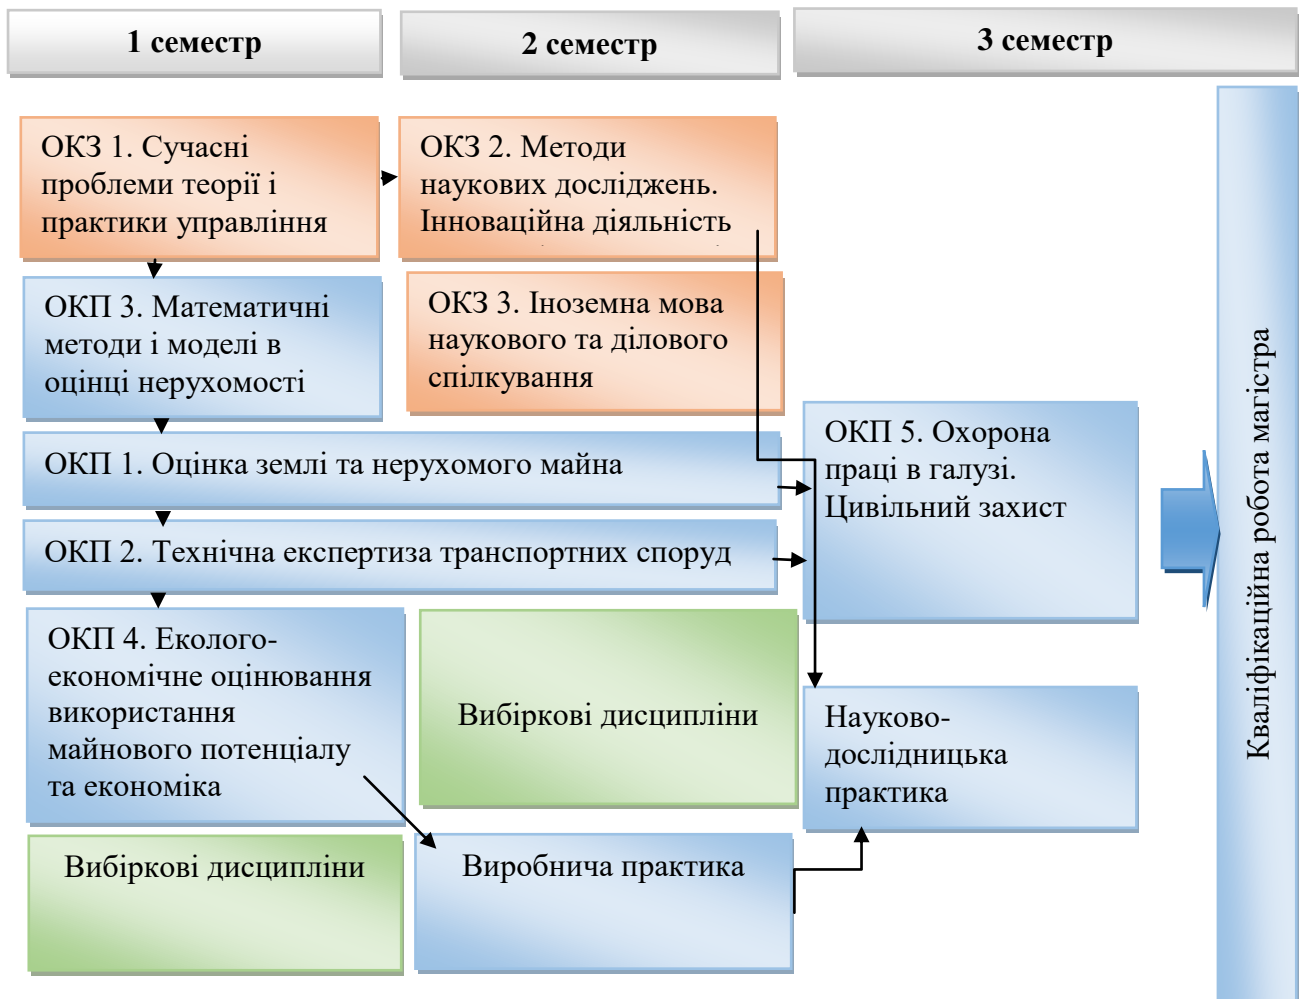 1 семестр
2 семестр
3 семестр
ОКЗ 1. Сучасні
проблеми теорії і
практики управління
ОКЗ 2. Методи
наукових досліджень.
Інноваційна діяльність
ОКП 3. Математичні
методи і моделі в
оцінці нерухомості
ОКЗ 3. Іноземна мова
наукового та ділового
спілкування
ОКП 1. Оцінка землі та нерухомого майна
ОКП 2. Технічна експертиза транспортних споруд
ОКП 5. Охорона
праці в галузі.
Цивільний захист
ОКП 4. Еколого-
економічне оцінювання
використання
майнового потенціалу
та економіка
Вибіркові дисципліни
Науково-
дослідницька
практика
Вибіркові дисципліни
Виробнича практика
Кваліфікаційна робота магістра